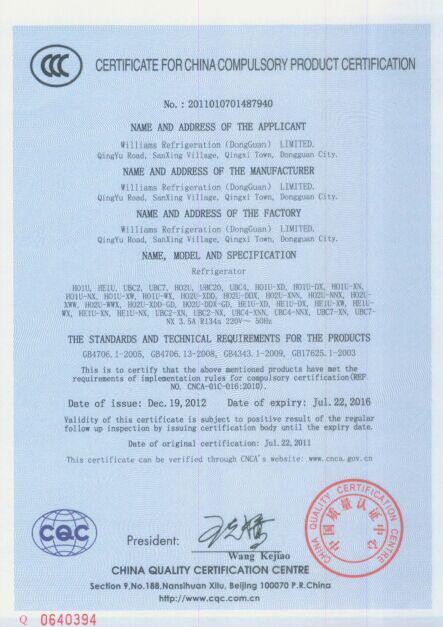 CCC
CERTIFICATE FOR CHINA COMPULSORY PRODUCT CERTIFICATION
No. : 2011010701487940
NAME AND ADDRESS OF THE APPLICANT
Williams Refrigeration (DongGuan) LIMITED.
QingYu Road, SanXing Village, Qingxi Town, Dongguan City.
NAME AND ADDRESS OF THE MANUFACTURER
Williams Refrigeration (DongGuan) LIMITED.
QingYu Road, SanXing Village, Qingxi Town, Dongguan City.
NAME AND ADDRESS OF THE FACTORY
Williams Refrigeration (DongGuan) LIMITED.
QingYu Road, SanXing Village, Qingxi Town, Dongguan City.
NAME, MODEL AND SPECIFICATION
Refrigerator
HO1U, HE1U, UBC2, UBC7, HO2U, UBC20, UBC4, HO1U-XD, HO1U-DX, HO1U-XN,
HO1U-NX, HO1U-XW, HO1U-WX, HO2U-XDD, HO2U-DDX, HO2U-XNN, HO2U-NNX, HO2U-
XWW, HO2U-WWX, HO2U-XDD-GD, HO2U-DDX-GD, HE1U-XD, HE1U-DX, HE1U-XW, HE1U-
WX, HE1U-XN, HE1U-NX, UBC2-XN, UBC2-NX, UBC4-XNN, UBC4-NNX, UBC7-XN, UBC7-
NX 3.5A R134a 220V~ 50Hz
THE STANDARDS AND TECHNICAL REQUIREMENTS FOR THE PRODUCTS
GB4706.1-2005, GB4706.13-2008, GB4343.1-2009, GB17625.1-2003
This is to certify that the above mentioned products have met the
requirements of implementation rules for compulsory certification(REF
NO. CNCA-01C-016:2010).
Date of issue: Dec.19,2012 Date of expiry: Jul.22,2016
Validity of this certificate is subject to positive result of the regular
follow up inspection by issuing certification body until the expiry date.
Date of original certification: Jul.22,2011
This certificate can be verified through CNCA's website: www.cnca.gov.cn
CQC
President:
Wang Kejiao
CHINA QUALITY CERTIFICATION CENTRE
中国质量认证中心
CHINA QUALITY CERTIFICATION CENTRE
Section 9,No.188,Nansihuan Xilu, Beijing 100070 P.R.China
http://www.cqc.com.cn
Q 0640394